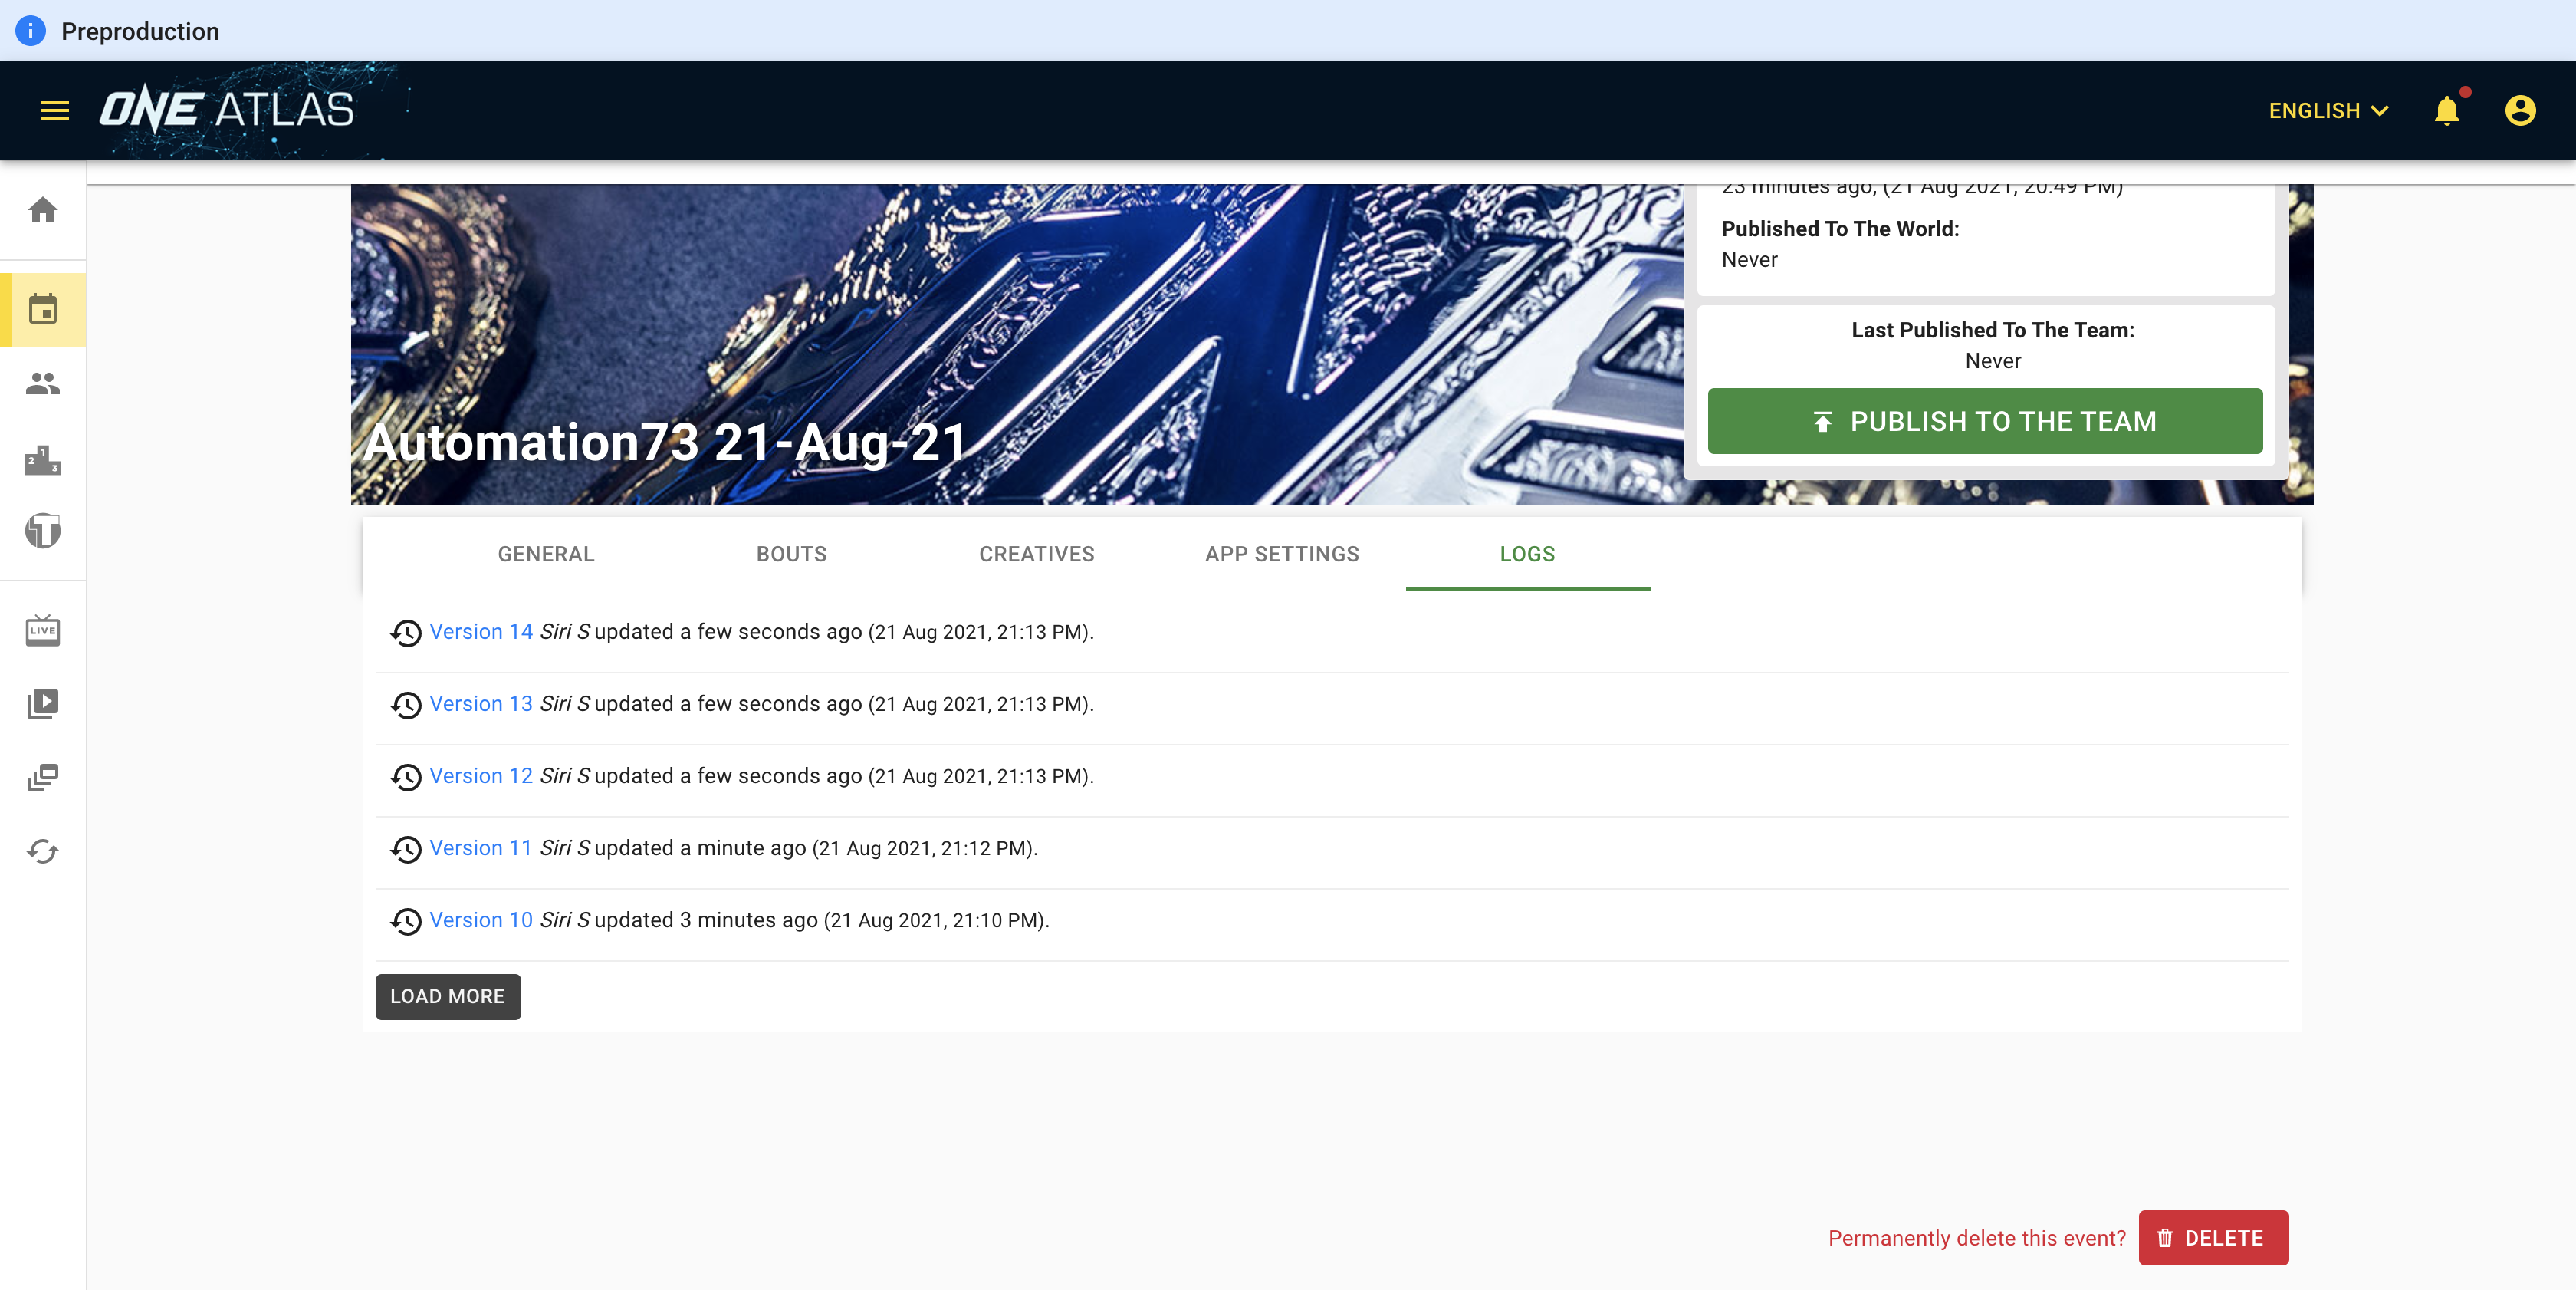 Preproduction
ONE ATLAS
ENGLISH
23 minutes ago, (21 Aug 2021, 20:49 PM)
Published To The World:
Never
Last Published To The Team:
Never
PUBLISH TO THE TEAM
Automation73 21-Aug-21
GENERAL BOUTS CREATIVES APP SETTINGS LOGS
Version 14 Siri S updated a few seconds ago (21 Aug 2021, 21:13 PM).
Version 13 Siri S updated a few seconds ago (21 Aug 2021, 21:13 PM).
Version 12 Siri S updated a few seconds ago (21 Aug 2021, 21:13 PM).
Version 11 Siri S updated a minute ago (21 Aug 2021, 21:12 PM).
Version 10 Siri S updated 3 minutes ago (21 Aug 2021, 21:10 PM).
LOAD MORE
2 1 3
LIVE
Permanently delete this event? DELETE